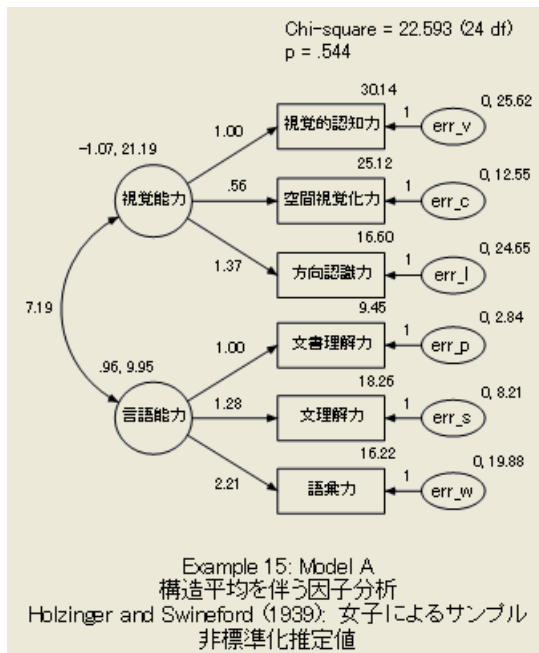 Chi-square = 22.593 (24 df)
p = .544
30.14
0, 25.62
視覚的認知力
1
err_v
1.00
-1.07, 21.19
視覚能力
25.12
0, 12.55
.56
空間視覚化力
1
err_c
16.60
0, 24.65
1.37
方向認識力
1
err_l
7.19
9.45
0, 2.84
1.00
文書理解力
1
err_p
.96, 9.95
言語能力
18.26
0, 8.21
1.28
文理解力
1
err_s
16.22
0, 19.88
2.21
語彙力
1
err_w
Example 15: Model A
構造平均を伴う因子分析
Holzinger and Swineford (1939): 女子によるサンプル
非標準化推定値